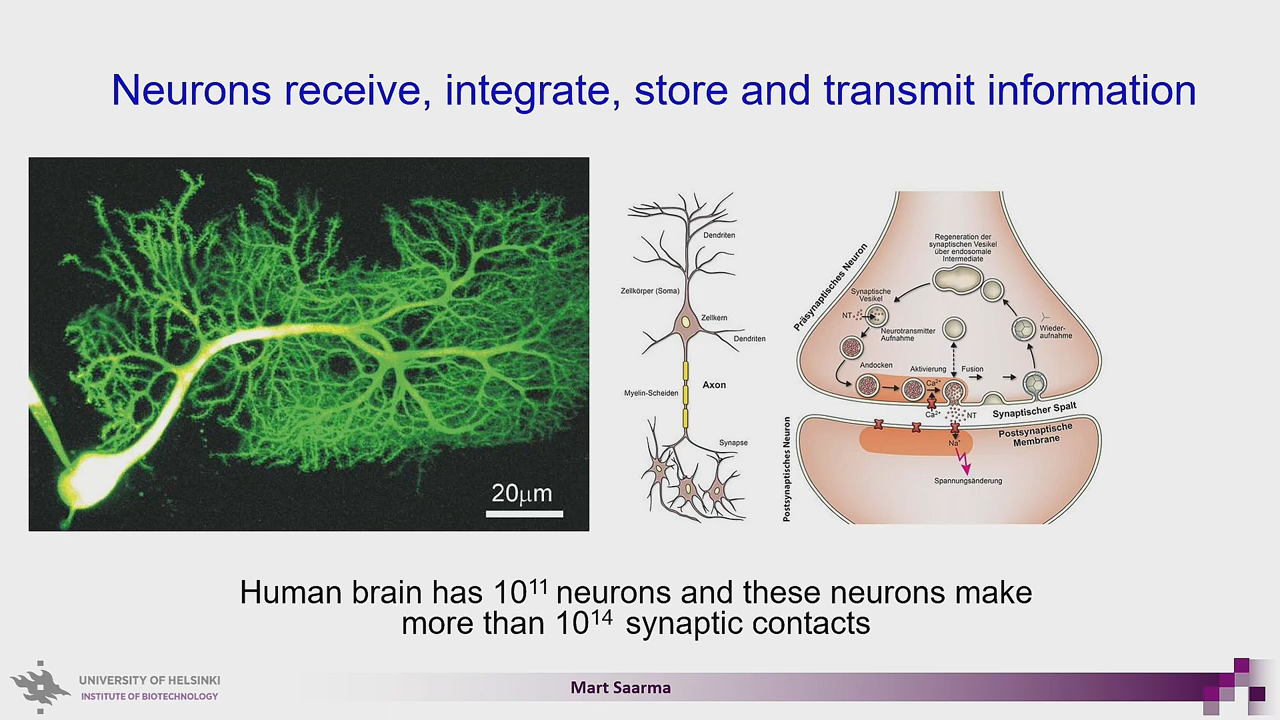 Neurons receive, integrate, store and transmit information
20µm
Dendriten
Zellkörper (Soma)
Zellkern
Dendriten
Myelin-Scheiden
Axon
Synapse
Präsynaptisches Neuron
Regeneration der
synaptischen Vesikel
über endosomale
Intermediate
Synaptische
Vesikel
NT
Neurotransmitter
Aufnahme
Wieder-
aufnahme
Andocken
Aktivierung
Fusion
Ca²⁺
Ca²⁺
NT
Synaptischer Spalt
Postsynaptische
Membrane
Na⁺
Spannungsänderung
Postsynaptisches Neuron
Human brain has 10¹¹ neurons and these neurons make
more than 10¹⁴ synaptic contacts
UNIVERSITY OF HELSINKI
INSTITUTE OF BIOTECHNOLOGY
Mart Saarma